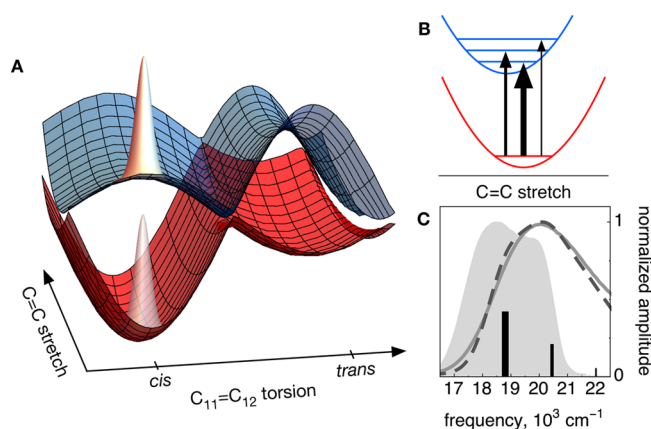 A
C=C stretch
cis
trans
C₁₁=C₁₂ torsion
B
C=C stretch
C
1
0
normalized amplitude
17 18 19 20 21 22
frequency, 10³ cm⁻¹